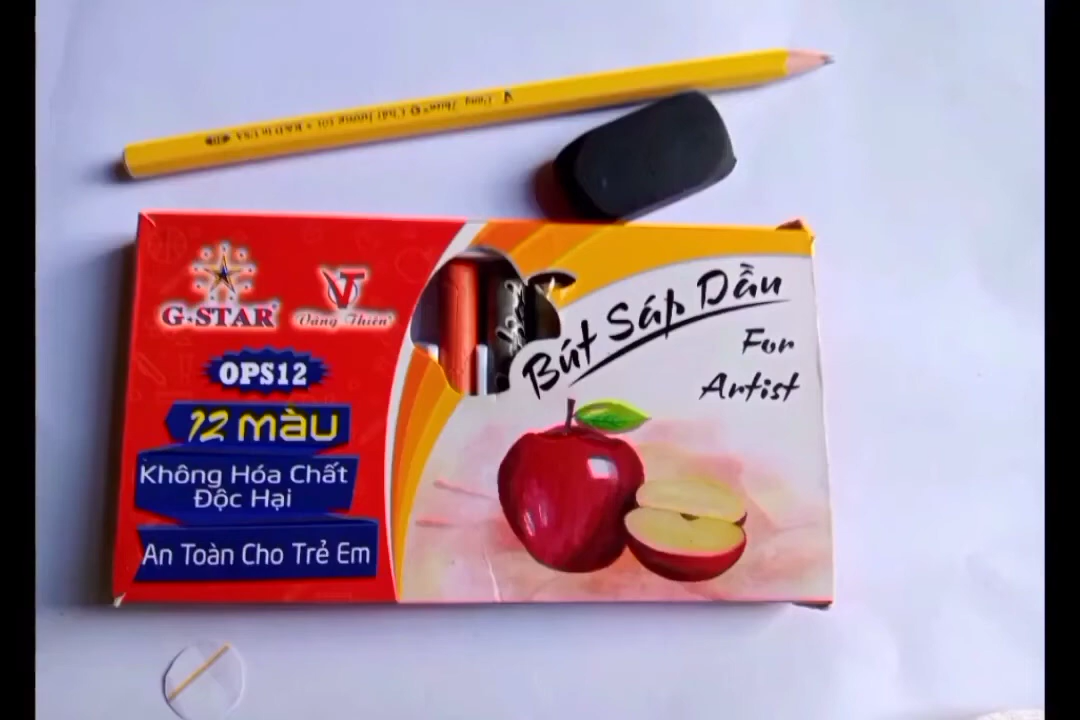 G-STAR
Vâng Thiên
OPS12
12 màu
Không Hóa Chất
Độc Hại
An Toàn Cho Trẻ Em
Bút Sáp Dầu
For
Artist